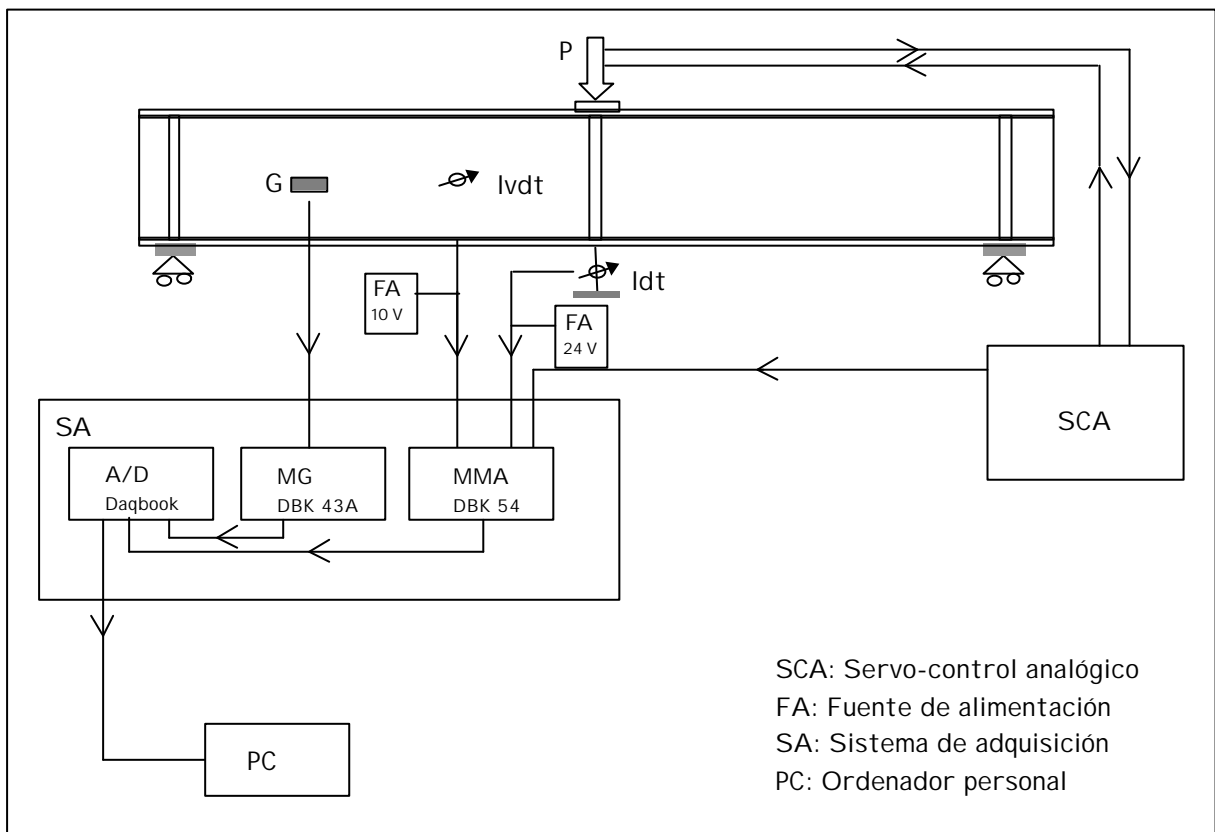 P
G
lvdt
ldt
FA
10 V
FA
24 V
SCA
SA
A/D
Daqbook
MG
DBK 43A
MMA
DBK 54
PC
SCA: Servo-control analógico
FA: Fuente de alimentación
SA: Sistema de adquisición
PC: Ordenador personal